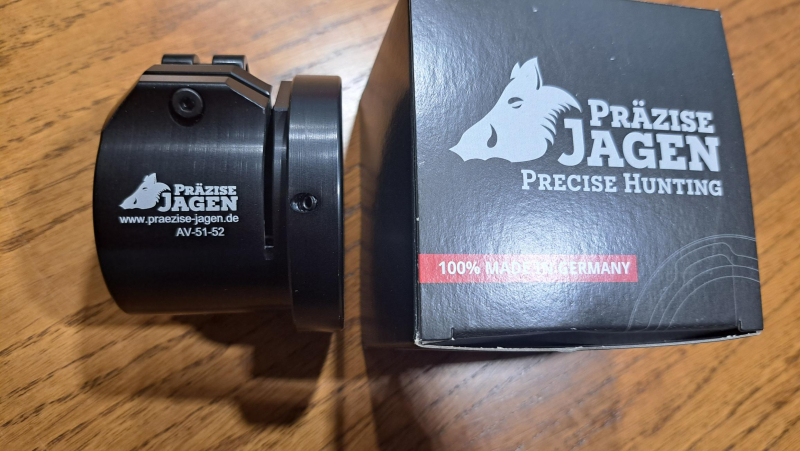 PRÄZISE
JAGEN
www.praezise-jagen.de
AV-51-52
PRÄZISE
JAGEN
PRECISE HUNTING
100% MADE IN GERMANY